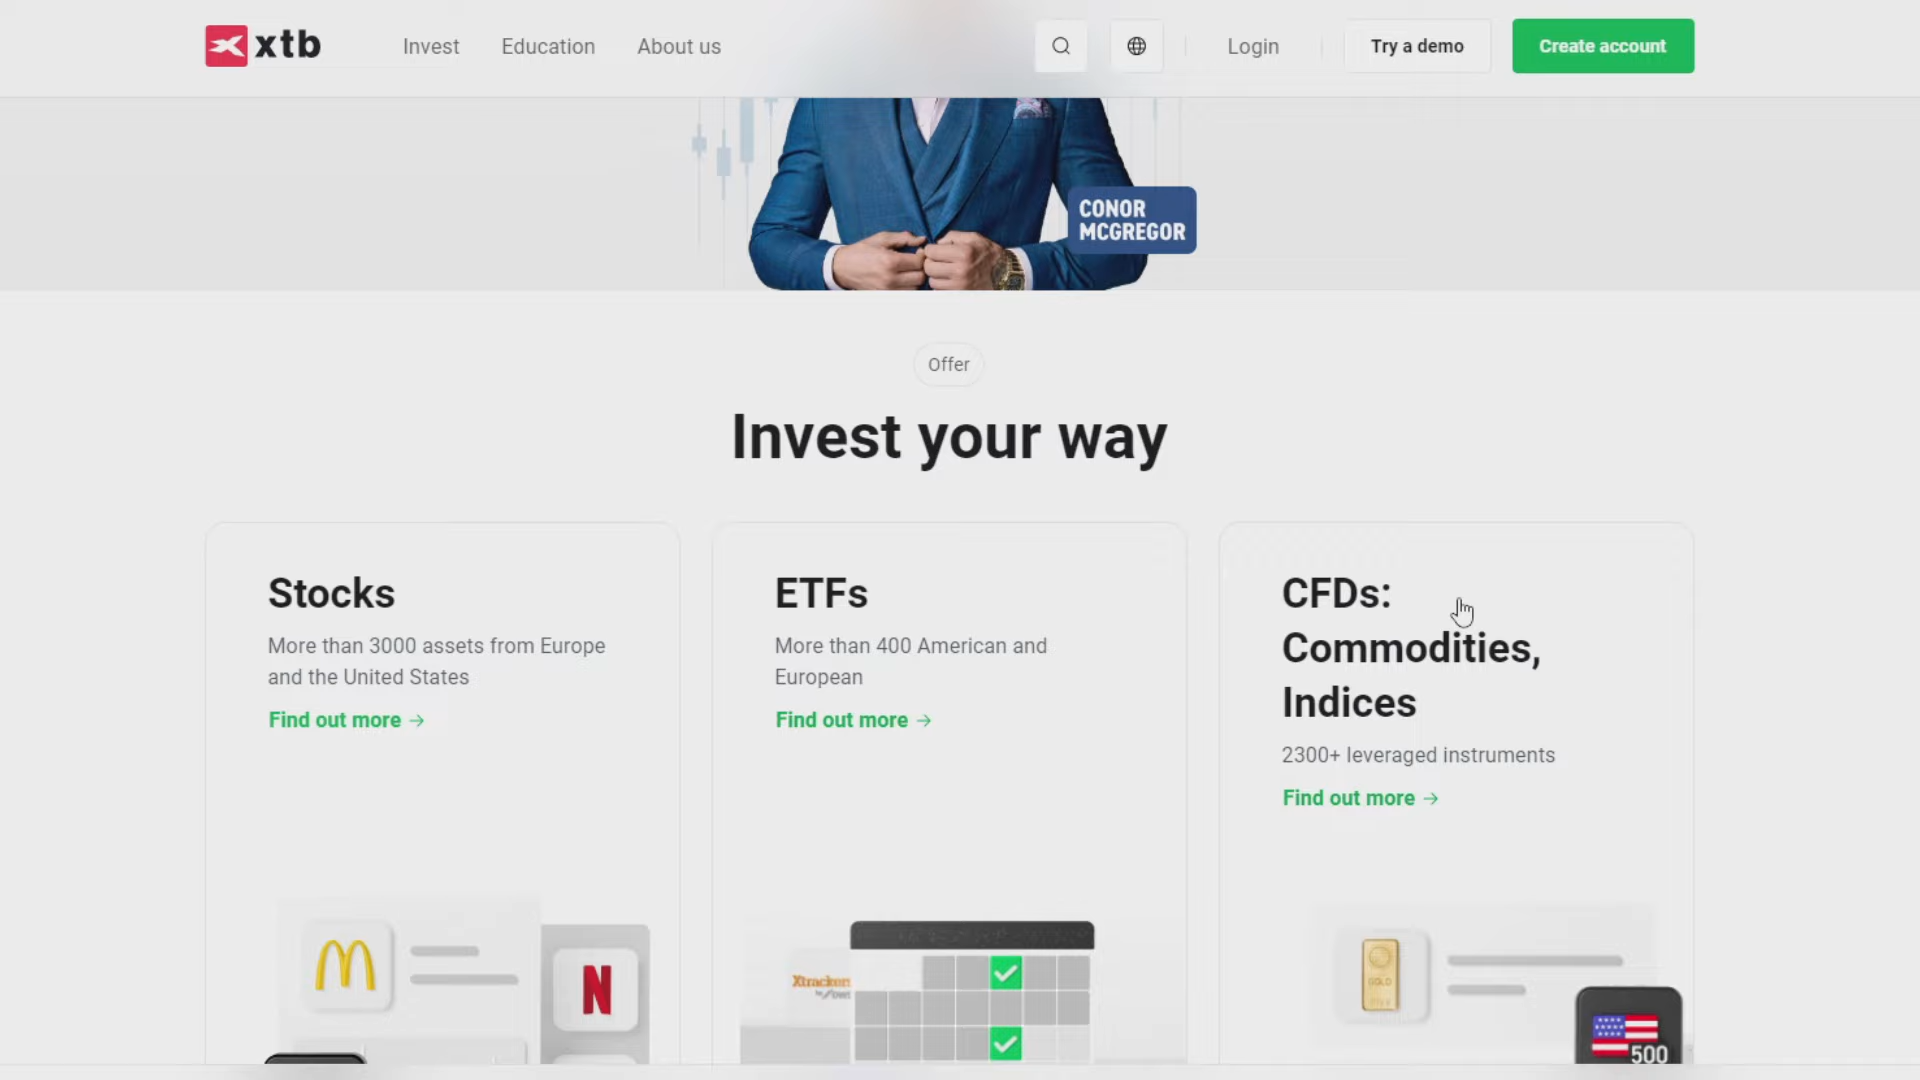 xtb
Invest
Education
About us
Login
Try a demo
Create account
CONOR
MCGREGOR
Offer
Invest your way
Stocks
More than 3000 assets from Europe
and the United States
Find out more
ETFs
More than 400 American and
European
Find out more
CFDs:
Commodities,
Indices
2300+ leveraged instruments
Find out more
N
Xtrackers
GOLD
500